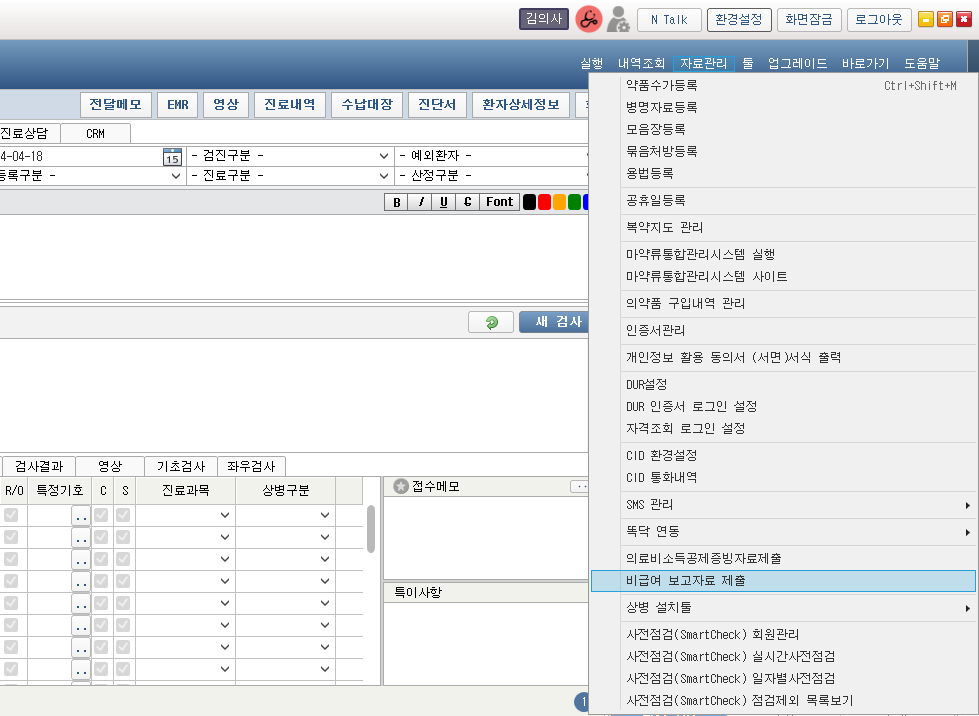 김의사 N Talk 환경설정 화면잠금 로그아웃
실행 내역조회 자료관리 툴 업그레이드 바로가기 도움말
전달메모 EMR 영상 진료내역 수납대장 진단서 환자상세정보
진료상담 CRM
4-04-18 15 - 검진구분 - - 예외환자 -
등록구분 - - 진료구분 - - 산정구분 -
B I U C Font
새 검사
약품수가등록 Ctrl+Shift+M
병명자료등록
모음장등록
묶음처방등록
용법등록
공휴일등록
복약지도 관리
마약류통합관리시스템 실행
마약류통합관리시스템 사이트
의약품 구입내역 관리
인증서관리
개인정보 활용 동의서 (서면)서식 출력
DUR설정
DUR 인증서 로그인 설정
자격조회 로그인 설정
CID 환경설정
CID 통화내역
SMS 관리
똑닥 연동
의료비소득공제증빙자료제출
비급여 보고자료 제출
상병 설치툴
사전점검(SmartCheck) 회원관리
사전점검(SmartCheck) 실시간사전점검
사전점검(SmartCheck) 일자별사전점검
사전점검(SmartCheck) 점검제외 목록보기
검사결과 영상 기초검사 좌우검사
R/O 특정기호 C S 진료과목 상병구분
접수메모 ..
..
..
..
..
..
..
..
..
특이사항
1